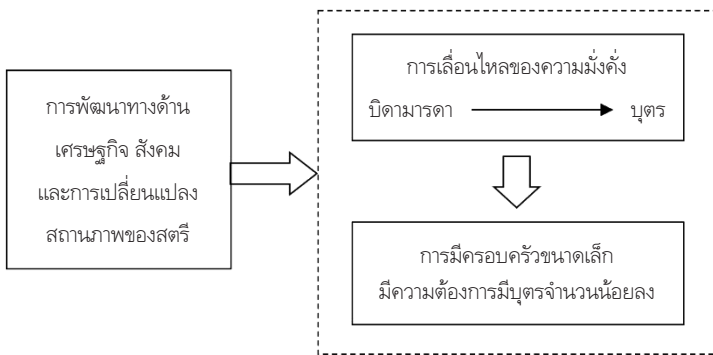 การพัฒนาทางด้าน
เศรษฐกิจ สังคม
และการเปลี่ยนแปลง
สถานภาพของสตรี
การเลื่อนไหลของความมั่งคั่ง
บิดามารดา บุตร
การมีครอบครัวขนาดเล็ก
มีความต้องการมีบุตรจำนวนน้อยลง